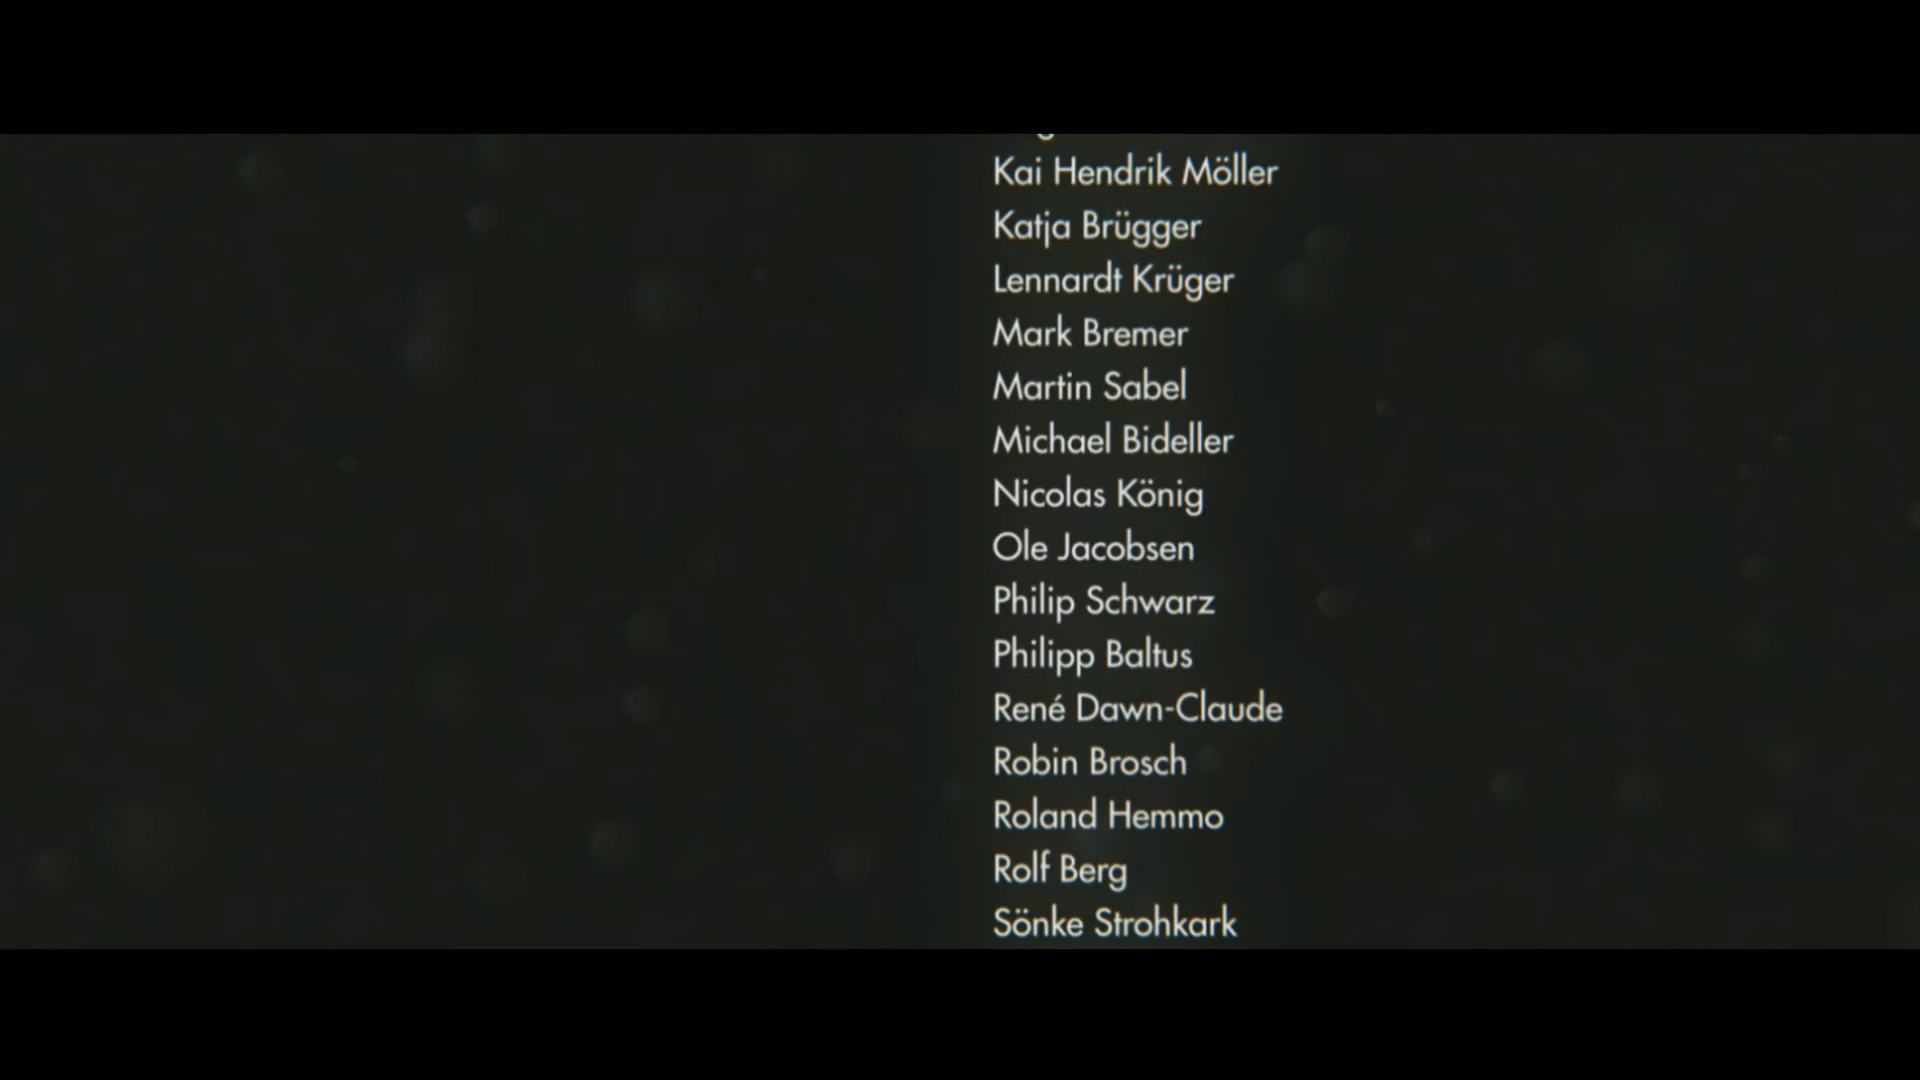 Kai Hendrik Möller
Katja Brügger
Lennardt Krüger
Mark Bremer
Martin Sabel
Michael Bideller
Nicolas König
Ole Jacobsen
Philip Schwarz
Philipp Baltus
René Dawn-Claude
Robin Brosch
Roland Hemmo
Rolf Berg
Sönke Strohkark